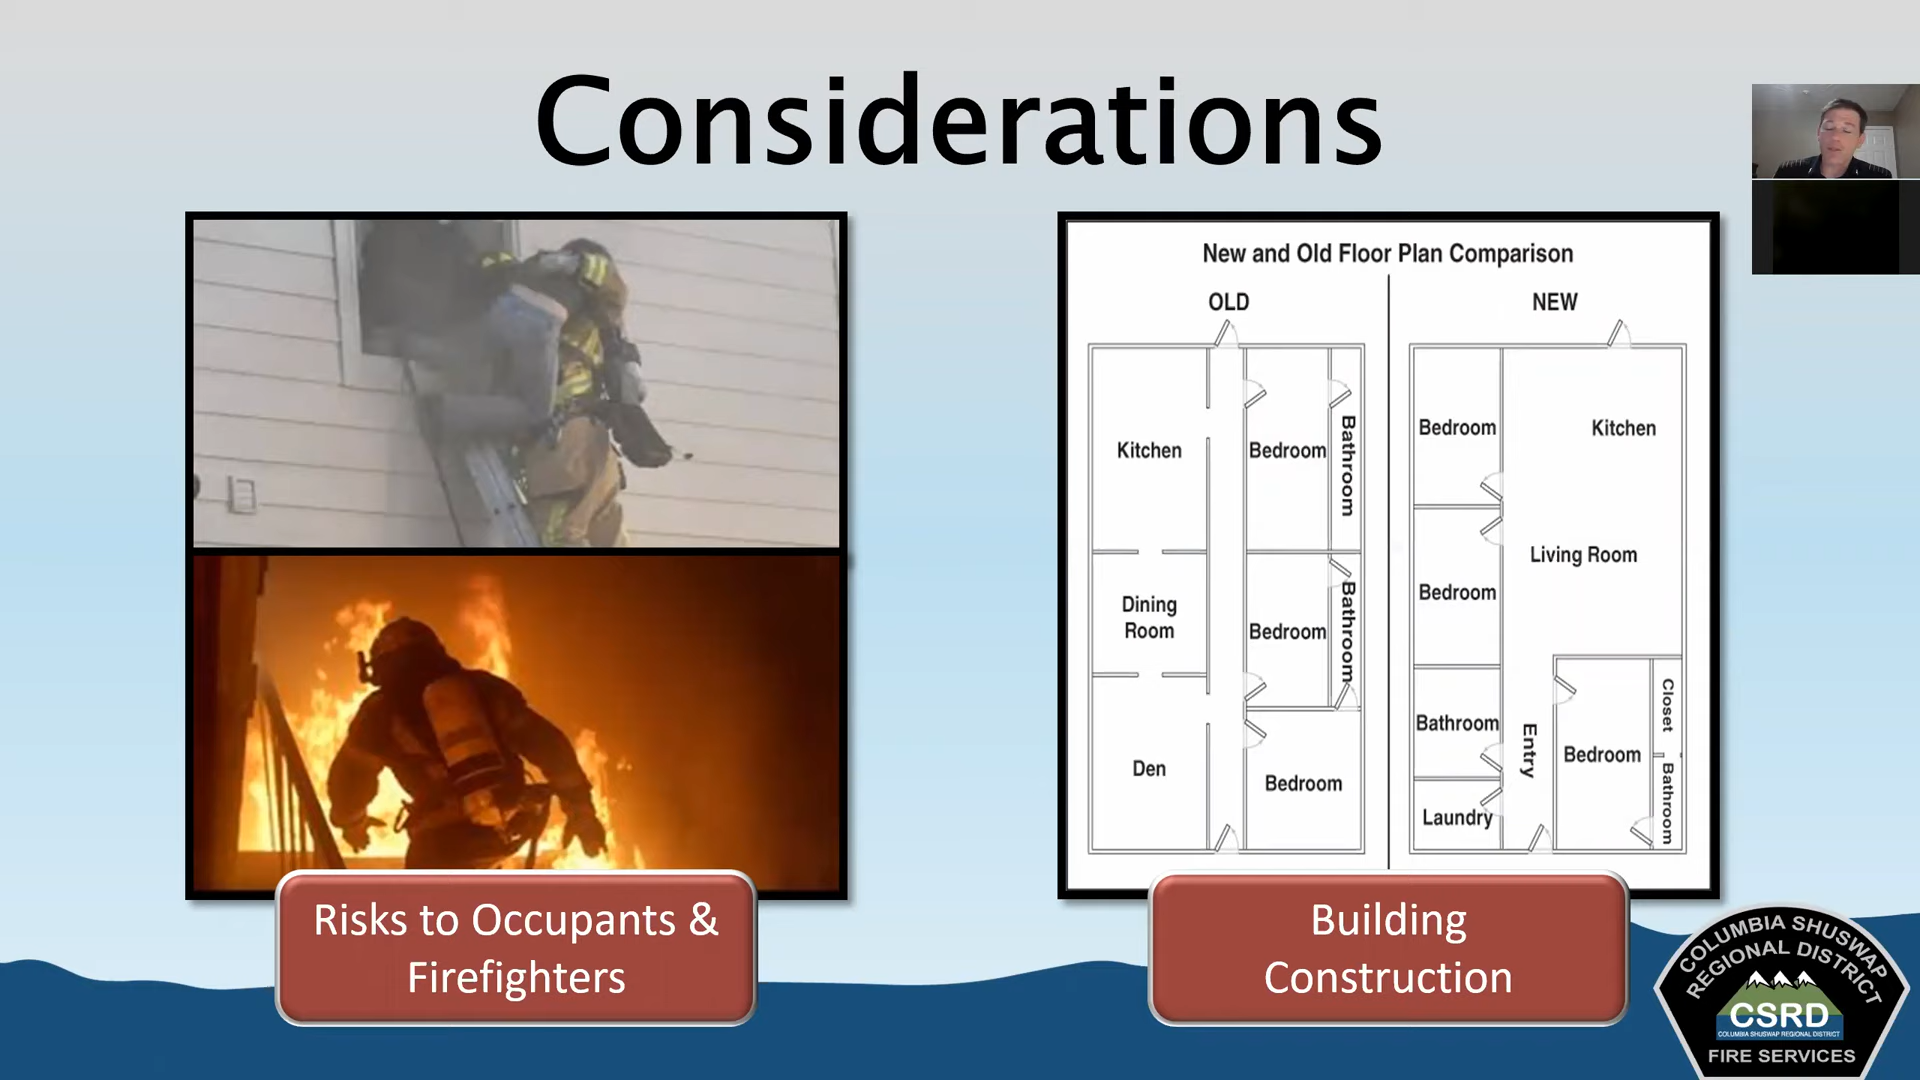 Considerations
Risks to Occupants &
Firefighters
New and Old Floor Plan Comparison
OLD
Kitchen
Bedroom
Bathroom
Dining
Room
Bedroom
Bathroom
Den
Bedroom
NEW
Bedroom
Kitchen
Bedroom
Living Room
Bathroom
Entry
Bedroom
Closet
Bathroom
Laundry
Building
Construction
COLUMBIA SHUSWAP
REGIONAL DISTRICT
CSRD
COLUMBIA SHUSWAP REGIONAL DISTRICT
FIRE SERVICES